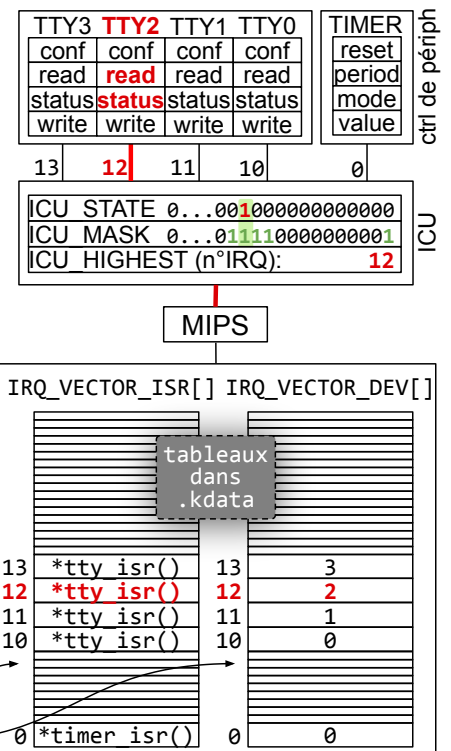 TTY3 TTY2 TTY1 TTY0 TIMER
conf conf conf conf reset
read read read read period
status status status status mode
write write write write value
ctrl de périph
13 12 11 10 0
ICU_STATE 0...001000000000000
ICU_MASK 0...01111000000001
ICU_HIGHEST (n°IRQ): 12
ICU
MIPS
IRQ_VECTOR_ISR[] IRQ_VECTOR_DEV[]
tableaux
dans
.kdata
13 *tty_isr() 13 3
12 *tty_isr() 12 2
11 *tty_isr() 11 1
10 *tty_isr() 10 0
0 *timer_isr() 0 0